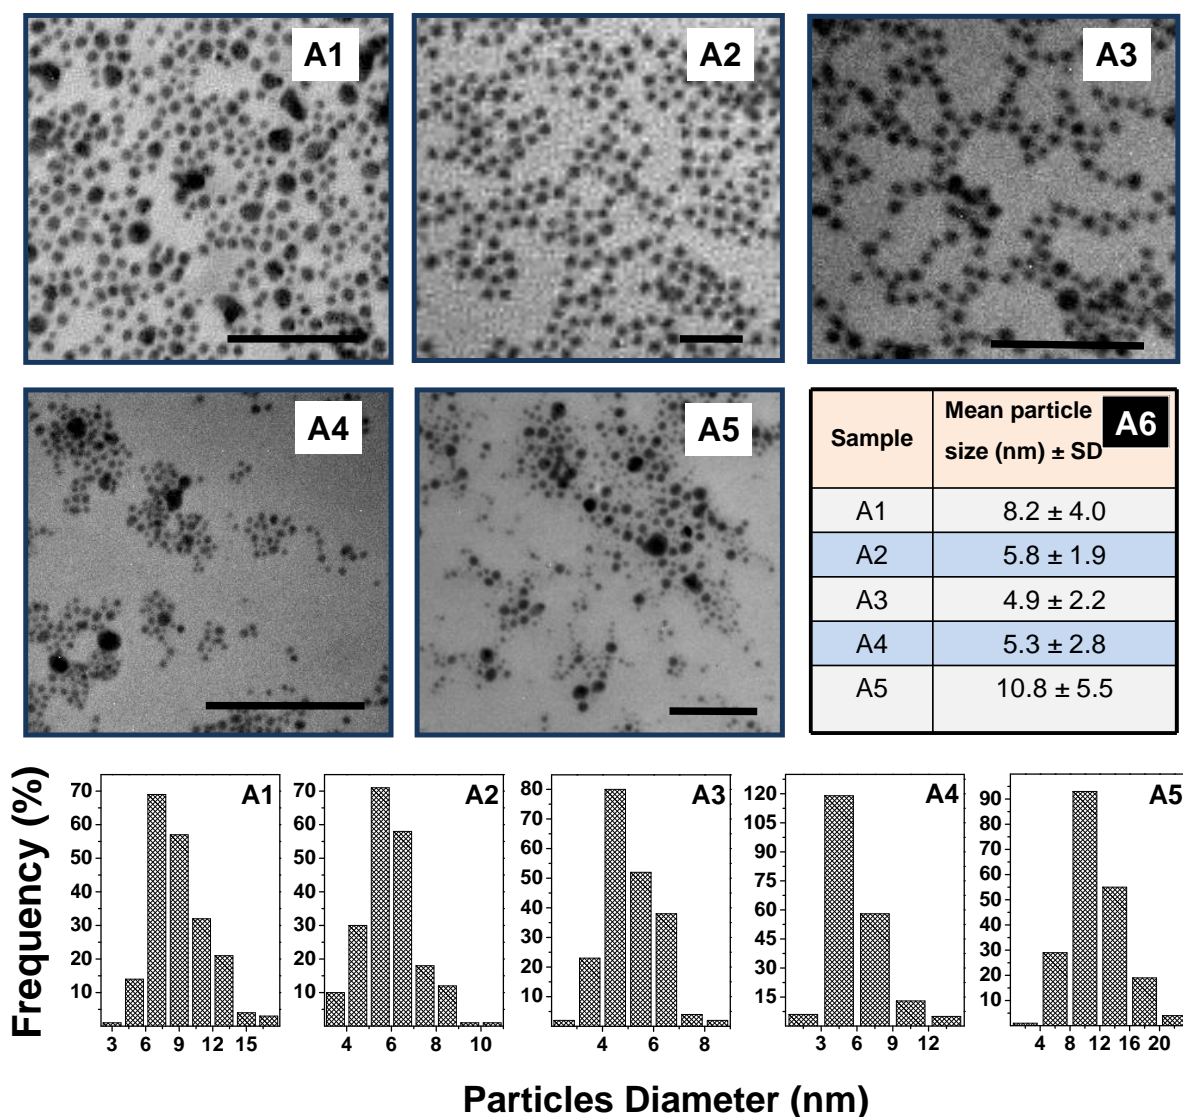 A1
A2
A3
A4
A5
A6
Sample
Mean particle
size (nm) ± SD
A1
8.2 ± 4.0
A2
5.8 ± 1.9
A3
4.9 ± 2.2
A4
5.3 ± 2.8
A5
10.8 ± 5.5
Frequency (%)
A1
70
60
50
40
30
20
10
3 6 9 12 15
A2
70
60
50
40
30
20
10
4 6 8 10
A3
80
70
60
50
40
30
20
10
4 6 8
A4
120
105
90
75
60
45
30
15
3 6 9 12
A5
90
80
70
60
50
40
30
20
10
4 8 12 16 20
Particles Diameter (nm)